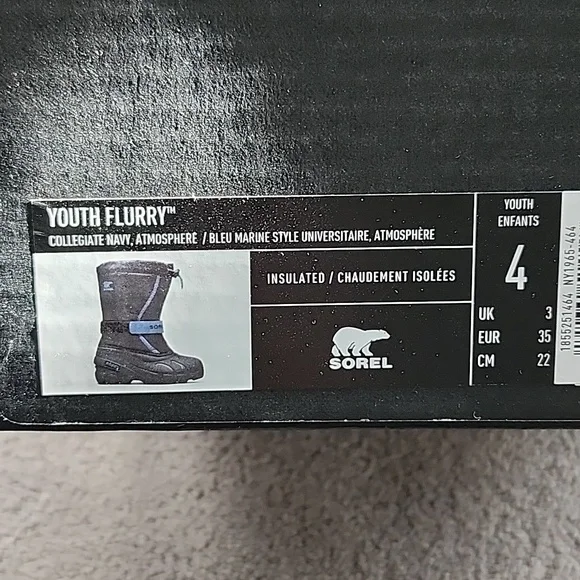 YOUTH FLURRY™
COLLEGIATE NAVY, ATMOSPHERE / BLEU MARINE STYLE UNIVERSITAIRE, ATMOSPHÈRE
INSULATED / CHAUDEMENT ISOLÉES
SOREL
YOUTH
ENFANTS
4
UK 3
EUR 35
CM 22
1855251464 NY1965-464